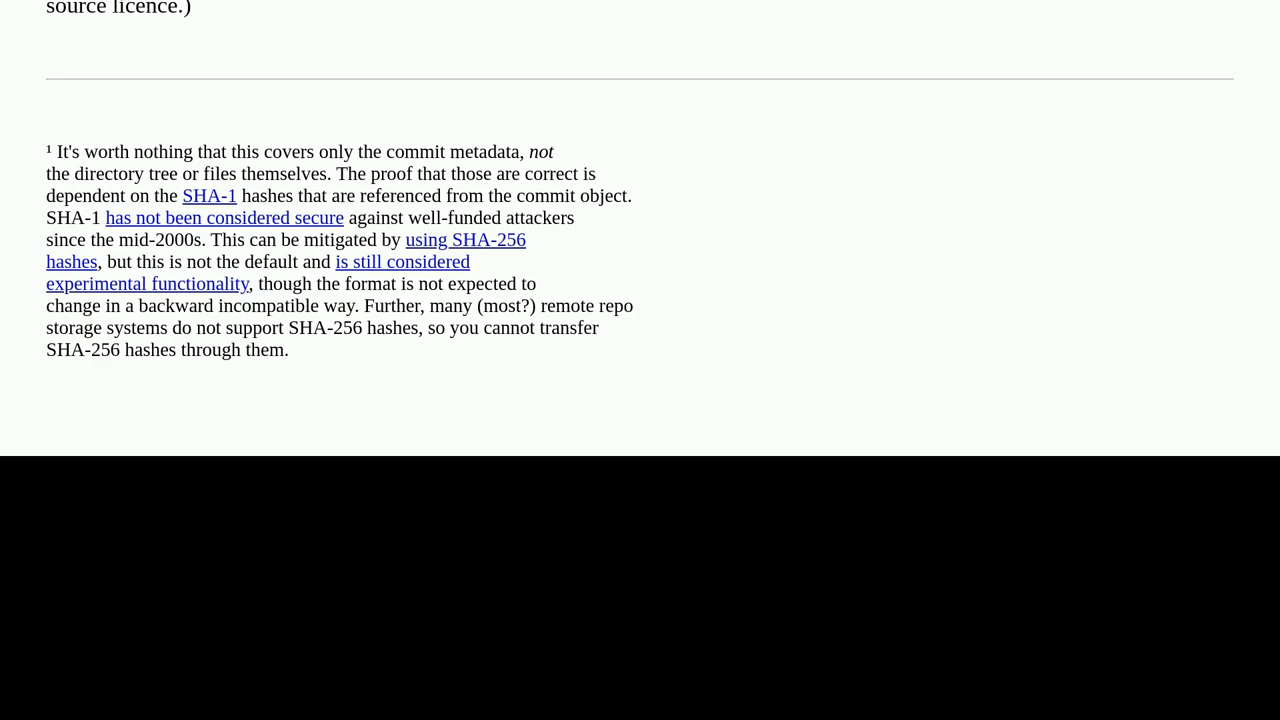 source licence.)
¹ It's worth nothing that this covers only the commit metadata, not
the directory tree or files themselves. The proof that those are correct is
dependent on the SHA-1 hashes that are referenced from the commit object.
SHA-1 has not been considered secure against well-funded attackers
since the mid-2000s. This can be mitigated by using SHA-256
hashes, but this is not the default and is still considered
experimental functionality, though the format is not expected to
change in a backward incompatible way. Further, many (most?) remote repo
storage systems do not support SHA-256 hashes, so you cannot transfer
SHA-256 hashes through them.